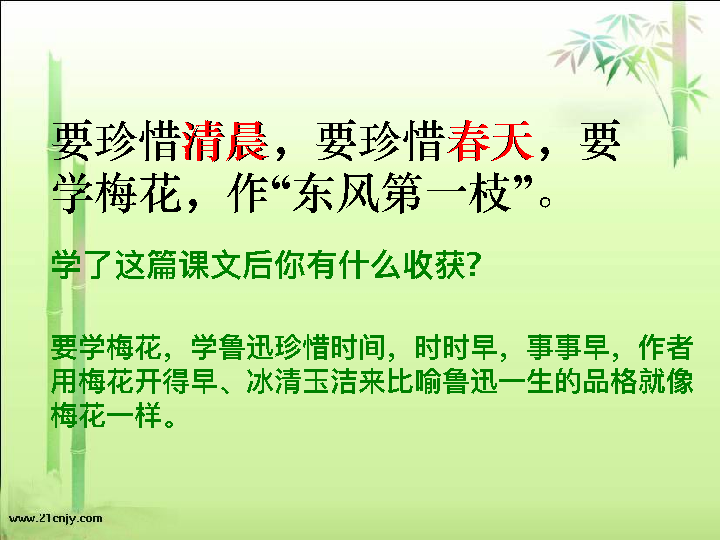 要珍惜清晨，要珍惜春天，要
学梅花，作“东风第一枝”。
学了这篇课文后你有什么收获？
要学梅花，学鲁迅珍惜时间，时时早，事事早，作者
用梅花开得早、冰清玉洁来比喻鲁迅一生的品格就像
梅花一样。
www.21cnjy.com